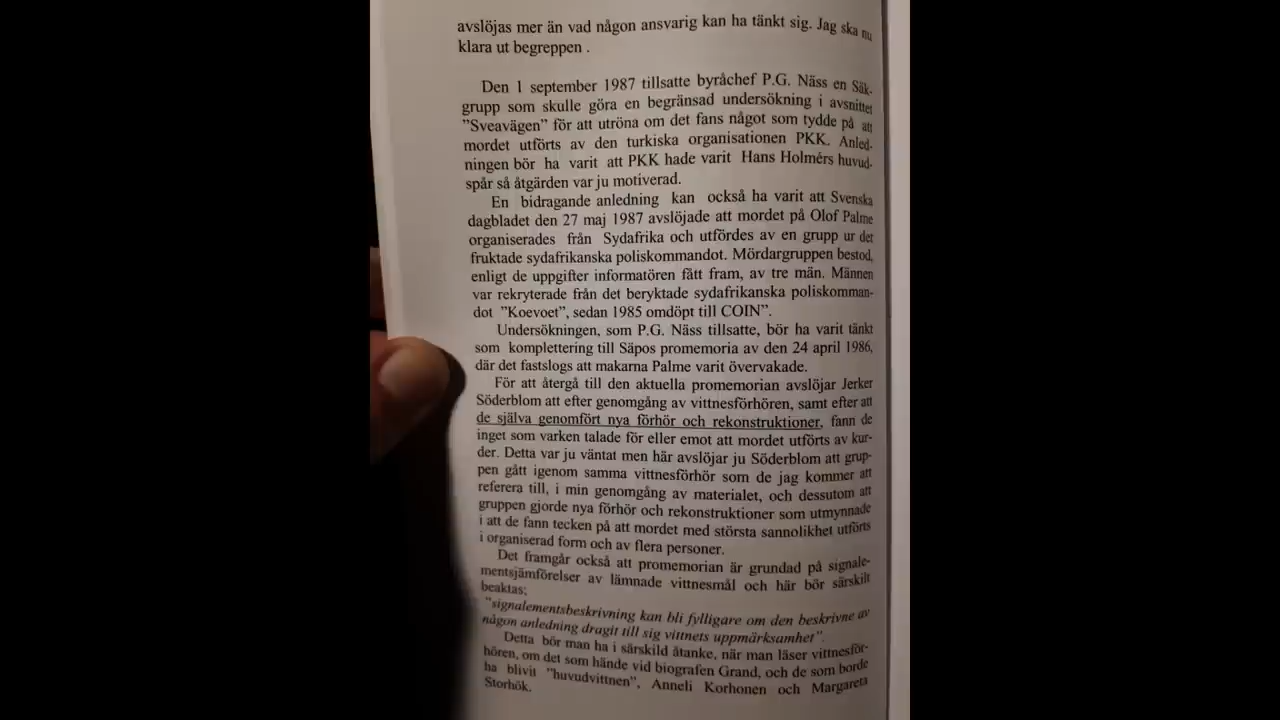 avslöjas mer än vad någon ansvarig kan ha tänkt sig. Jag ska nu
klara ut begreppen .
Den 1 september 1987 tillsatte byråchef P.G. Näss en Säk-
grupp som skulle göra en begränsad undersökning i avsnittet
"Sveavägen" för att utröna om det fans något som tydde på att
mordet utförts av den turkiska organisationen PKK. Anled-
ningen bör ha varit att PKK hade varit Hans Holmérs huvud-
spår så åtgärden var ju motiverad.
En bidragande anledning kan också ha varit att Svenska
dagbladet den 27 maj 1987 avslöjade att mordet på Olof Palme
organiserades från Sydafrika och utfördes av en grupp ur det
fruktade sydafrikanska poliskommandot. Mördargruppen bestod,
enligt de uppgifter informatören fått fram, av tre män. Männen
var rekryterade från det beryktade sydafrikanska poliskomman-
dot "Koevoet", sedan 1985 omdöpt till COIN".
Undersökningen, som P.G. Näss tillsatte, bör ha varit tänkt
som komplettering till Säpos promemoria av den 24 april 1986,
där det fastslogs att makarna Palme varit övervakade.
För att återgå till den aktuella promemorian avslöjar Jerker
Söderblom att efter genomgång av vittnesförhören, samt efter att
de själva genomfört nya förhör och rekonstruktioner, fann de
inget som varken talade för eller emot att mordet utförts av kur-
der. Detta var ju väntat men här avslöjar ju Söderblom att grup-
pen gått igenom samma vittnesförhör som de jag kommer att
referera till, i min genomgång av materialet, och dessutom att
gruppen gjorde nya förhör och rekonstruktioner som utmynnade
i att de fann tecken på att mordet med största sannolikhet utförts
i organiserad form och av flera personer.
Det framgår också att promemorian är grundad på signale-
mentsjämförelser av lämnade vittnesmål och här bör särskilt
beaktas;
"signalementsbeskrivning kan bli fylligare om den beskrivne av
någon anledning dragit till sig vittnets uppmärksamhet".
Detta bör man ha i särskild åtanke, när man läser vittnesför-
hören, om det som hände vid biografen Grand, och de som borde
ha blivit "huvudvittnen", Anneli Korhonen och Margareta
Storhök.